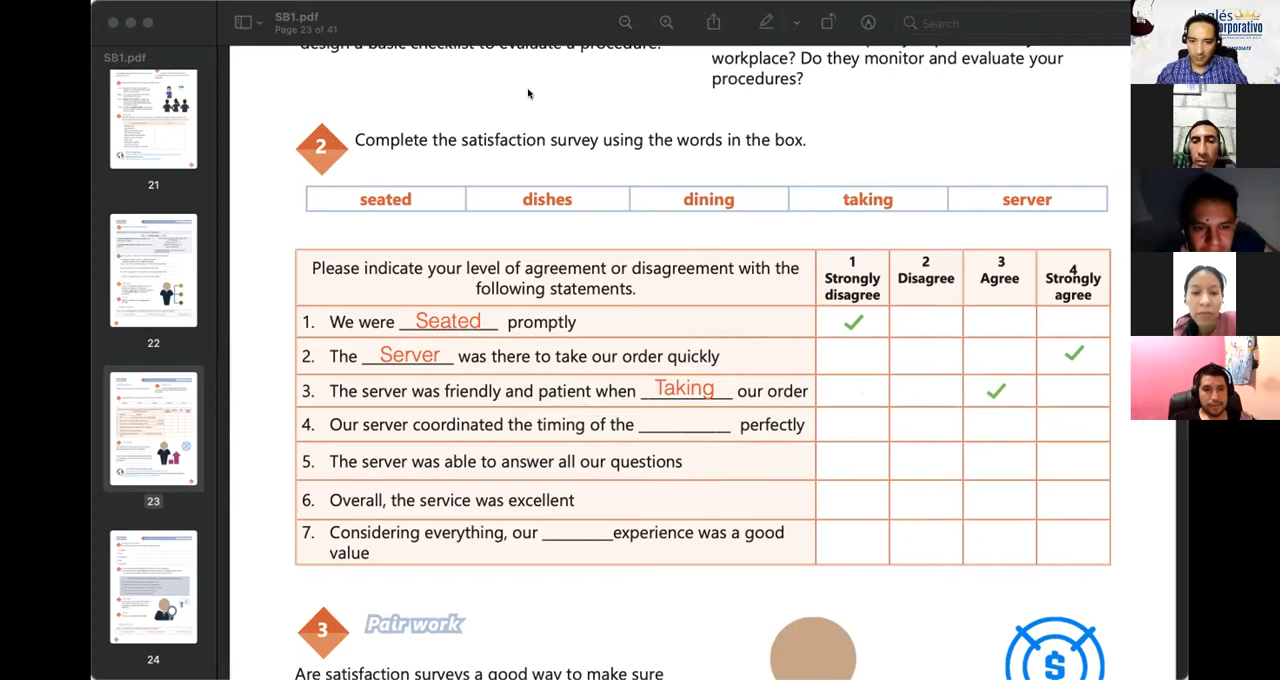 SB1.pdf
Page 23 of 41
Search
SB1.pdf
21
22
23
24
design a basic checklist to evaluate a procedure.
workplace? Do they monitor and evaluate your
procedures?
2
Complete the satisfaction survey using the words in the box.
seated dishes dining taking server
Please indicate your level of agreement or disagreement with the
following statements.
1
Strongly
disagree
2
Disagree
3
Agree
4
Strongly
agree
1. We were Seated promptly
2. The Server was there to take our order quickly
3. The server was friendly and patient when Taking our order
4. Our server coordinated the timing of the __________ perfectly
5. The server was able to answer all our questions
6. Overall, the service was excellent
7. Considering everything, our ________experience was a good
value
3
Pair work
Are satisfaction surveys a good way to make sure
$
Inglés